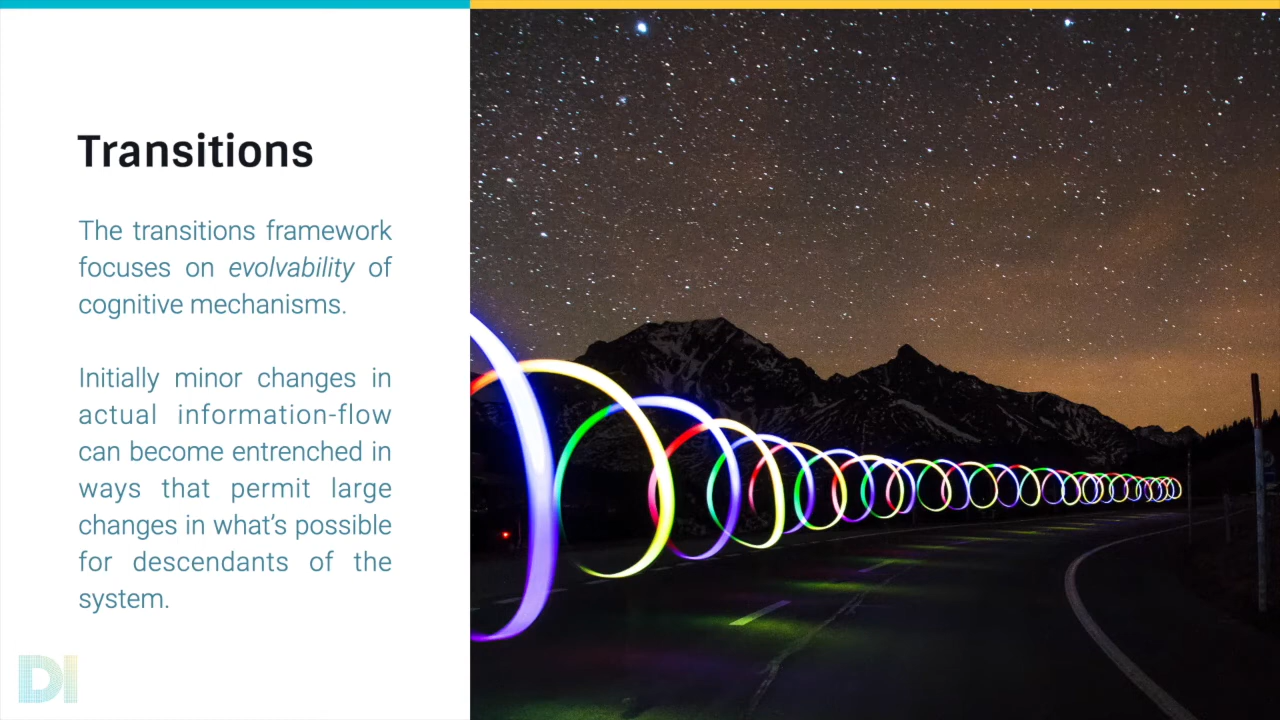 Transitions
The transitions framework
focuses on evolvability of
cognitive mechanisms.
Initially minor changes in
actual information-flow
can become entrenched in
ways that permit large
changes in what’s possible
for descendants of the
system.
DI